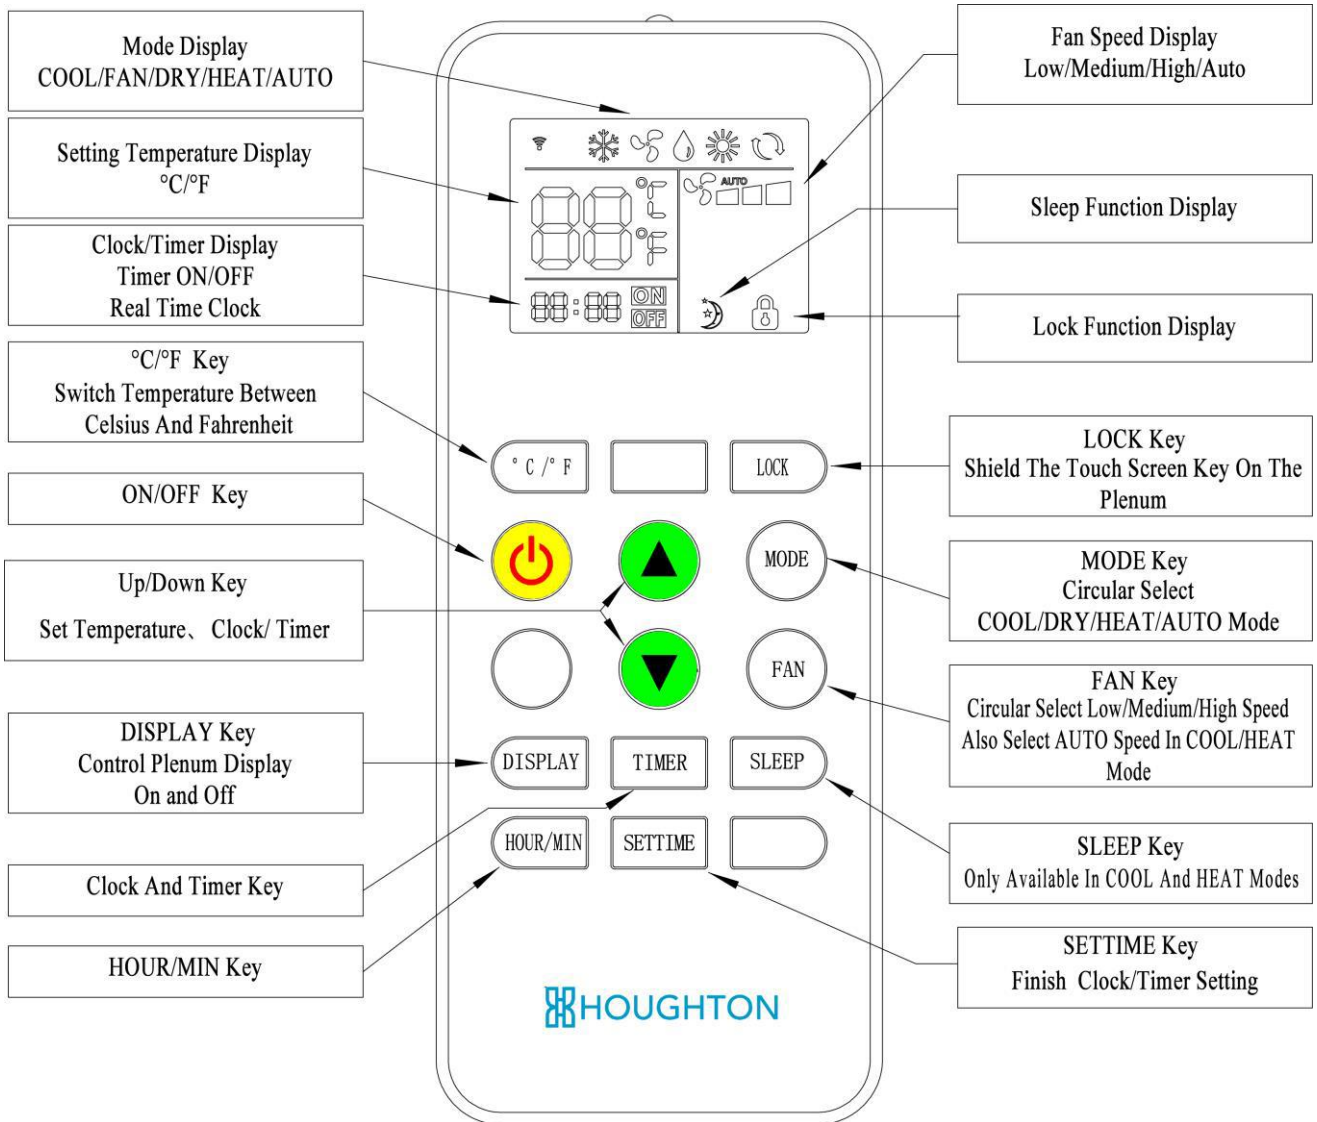 Mode Display
COOL/FAN/DRY/HEAT/AUTO
Setting Temperature Display
°C/°F
Clock/Timer Display
Timer ON/OFF
Real Time Clock
°C/°F Key
Switch Temperature Between
Celsius And Fahrenheit
ON/OFF Key
Up/Down Key
Set Temperature、 Clock/ Timer
DISPLAY Key
Control Plenum Display
On and Off
Clock And Timer Key
HOUR/MIN Key
AUTO
88
°C
°F
88:88
ON
OFF
° C /° F
LOCK
MODE
FAN
DISPLAY
TIMER
SLEEP
HOUR/MIN
SETTIME
HOUGHTON
Fan Speed Display
Low/Medium/High/Auto
Sleep Function Display
Lock Function Display
LOCK Key
Shield The Touch Screen Key On The
Plenum
MODE Key
Circular Select
COOL/DRY/HEAT/AUTO Mode
FAN Key
Circular Select Low/Medium/High Speed
Also Select AUTO Speed In COOL/HEAT
Mode
SLEEP Key
Only Available In COOL And HEAT Modes
SETTIME Key
Finish Clock/Timer Setting